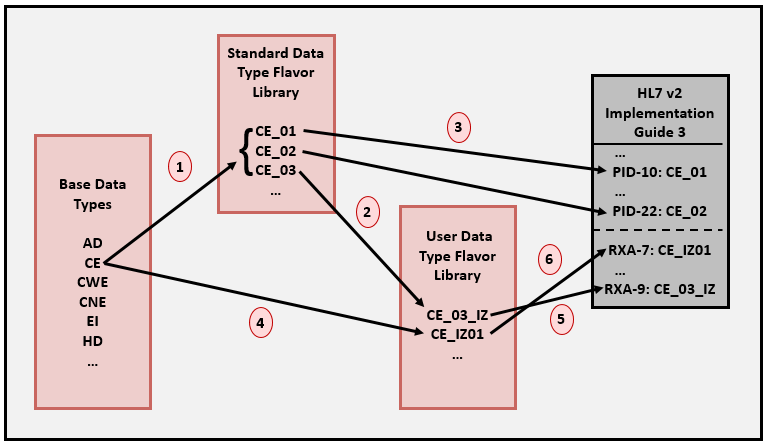 Standard Data
Type Flavor
Library
CE_01
CE_02
CE_03
...
Base Data
Types
AD
CE
CWE
CNE
EI
HD
...
User Data
Type Flavor
Library
CE_03_IZ
CE_IZ01
...
HL7 v2
Implementation
Guide 3
...
PID-10: CE_01
...
PID-22: CE_02
RXA-7: CE_IZ01
...
RXA-9: CE_03_IZ
1
2
3
4
5
6